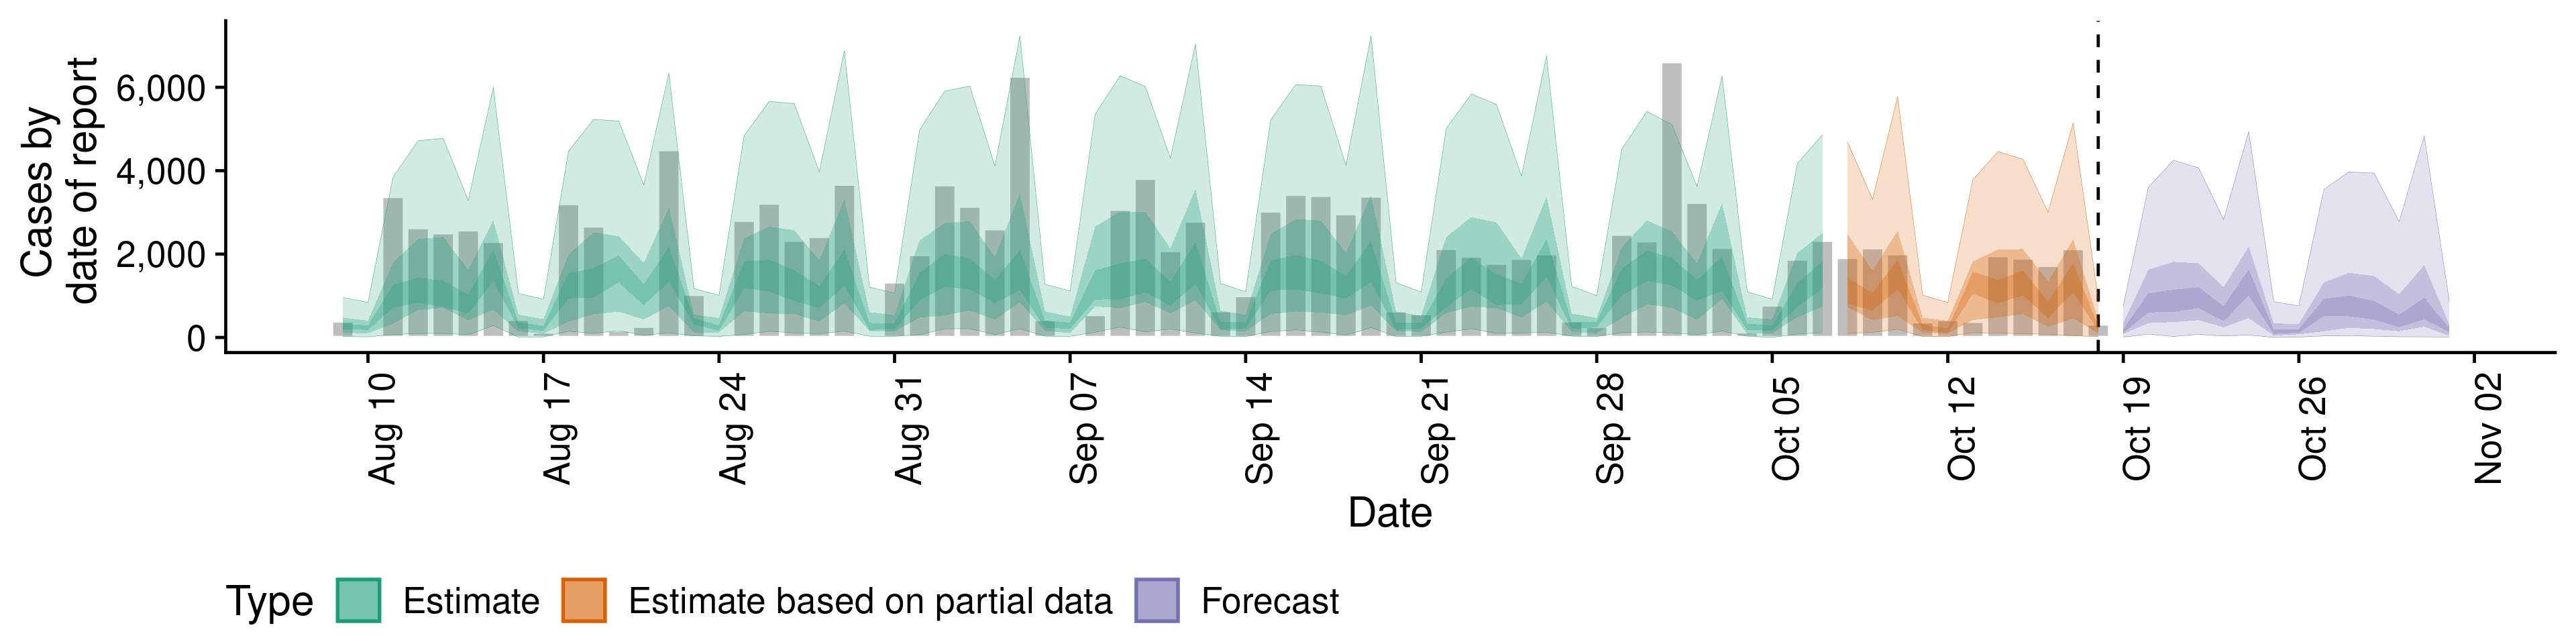 Cases by
date of report
6,000
4,000
2,000
0
Aug 10
Aug 17
Aug 24
Aug 31
Sep 07
Sep 14
Sep 21
Sep 28
Oct 05
Oct 12
Oct 19
Oct 26
Nov 02
Date
Type Estimate Estimate based on partial data Forecast